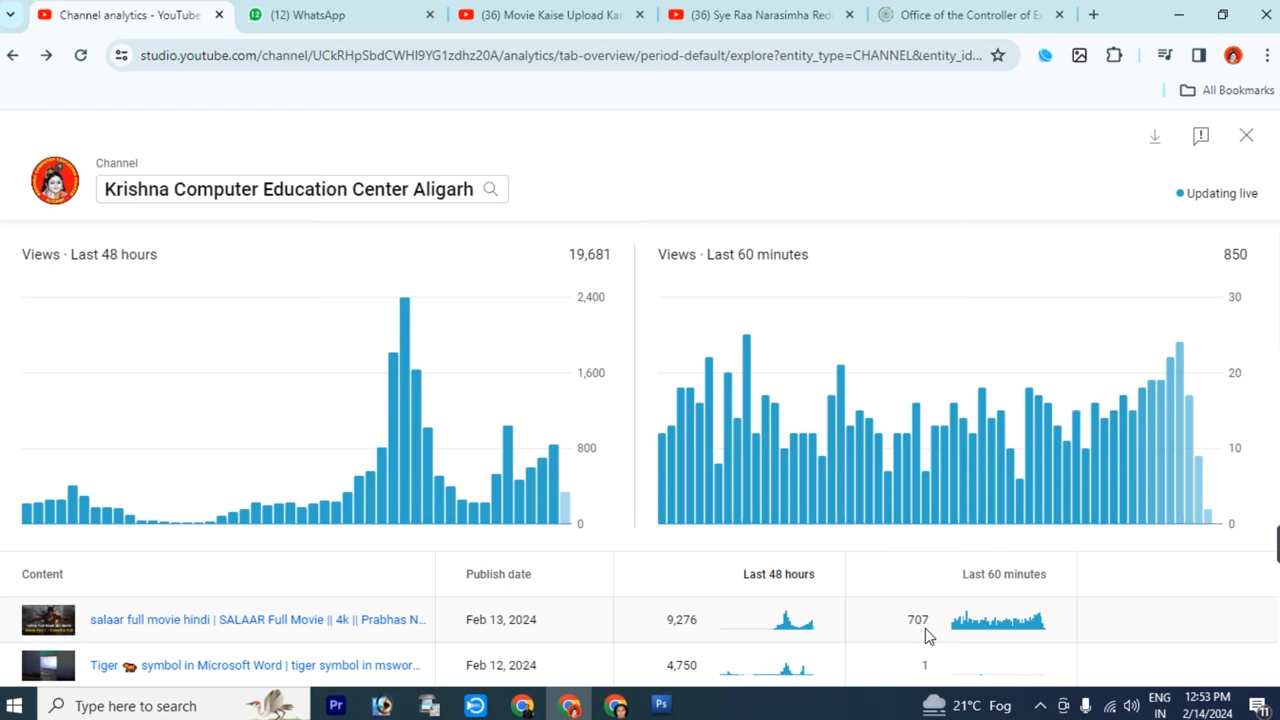 Channel analytics - YouTube
(12) WhatsApp
(36) Movie Kaise Upload Kar
(36) Sye Raa Narasimha Red
Office of the Controller of Ex
studio.youtube.com/channel/UCkRHpSbdCWHI9YG1zdhz20A/analytics/tab-overview/period-default/explore?entity_type=CHANNEL&entity_id...
All Bookmarks
Channel
Krishna Computer Education Center Aligarh
Updating live
Views · Last 48 hours 19,681
Views · Last 60 minutes 850
2,400
1,600
800
0
30
20
10
0
Content Publish date Last 48 hours Last 60 minutes
salaar full movie hindi | SALAAR Full Movie || 4k || Prabhas N... Feb 13, 2024 9,276 707
Tiger 🐅 symbol in Microsoft Word | tiger symbol in mswor... Feb 12, 2024 4,750 1
Type here to search
Pr
Ps
21°C Fog
ENG
IN
12:53 PM
2/14/2024
11